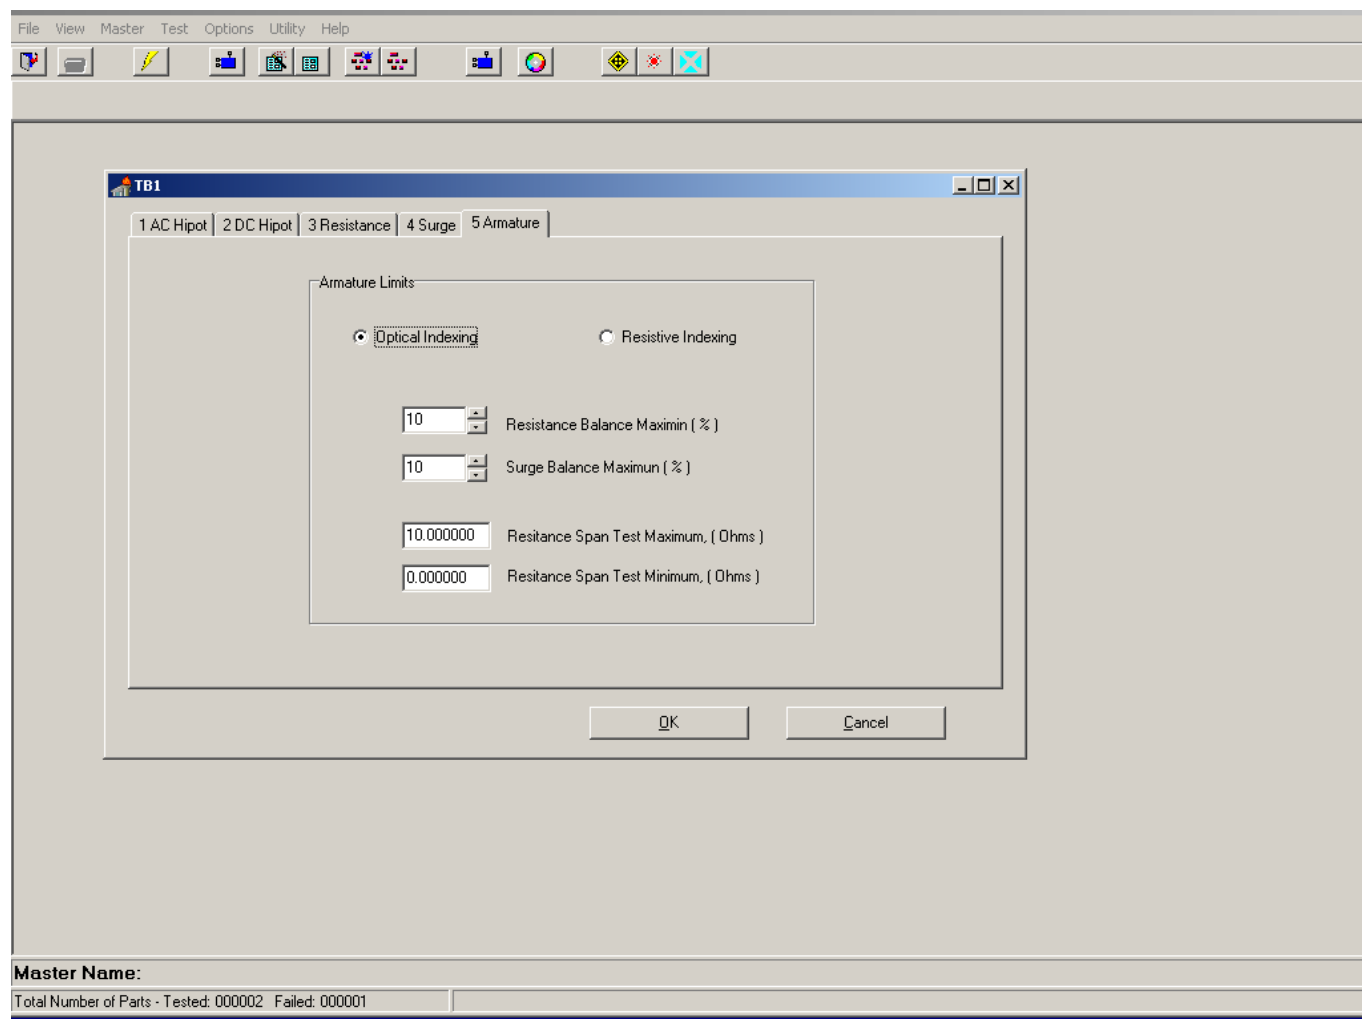 File View Master Test Options Utility Help
TB1
1 AC Hipot 2 DC Hipot 3 Resistance 4 Surge 5 Armature
Armature Limits
Optical Indexing Resistive Indexing
10 Resistance Balance Maximin ( % )
10 Surge Balance Maximun ( % )
10.000000 Resitance Span Test Maximum, ( Ohms )
0.000000 Resitance Span Test Minimum, ( Ohms )
OK Cancel
Master Name:
Total Number of Parts - Tested: 000002 Failed: 000001